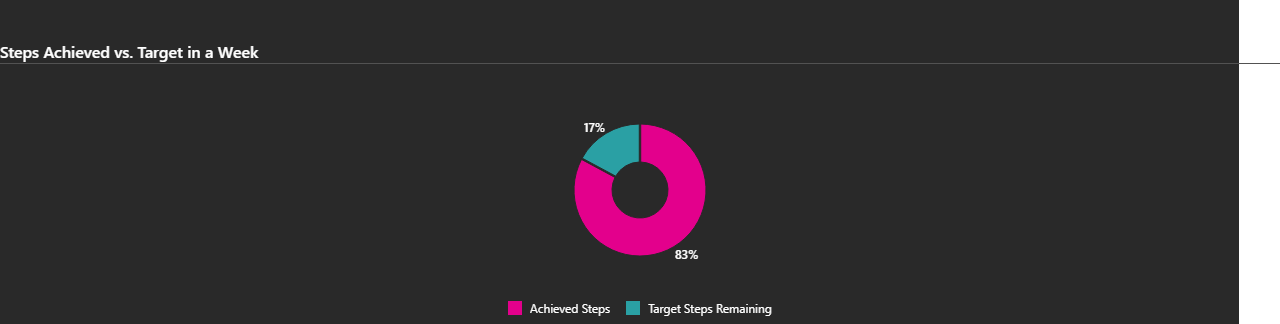 Steps Achieved vs. Target in a Week
17%
83%
Achieved Steps
Target Steps Remaining